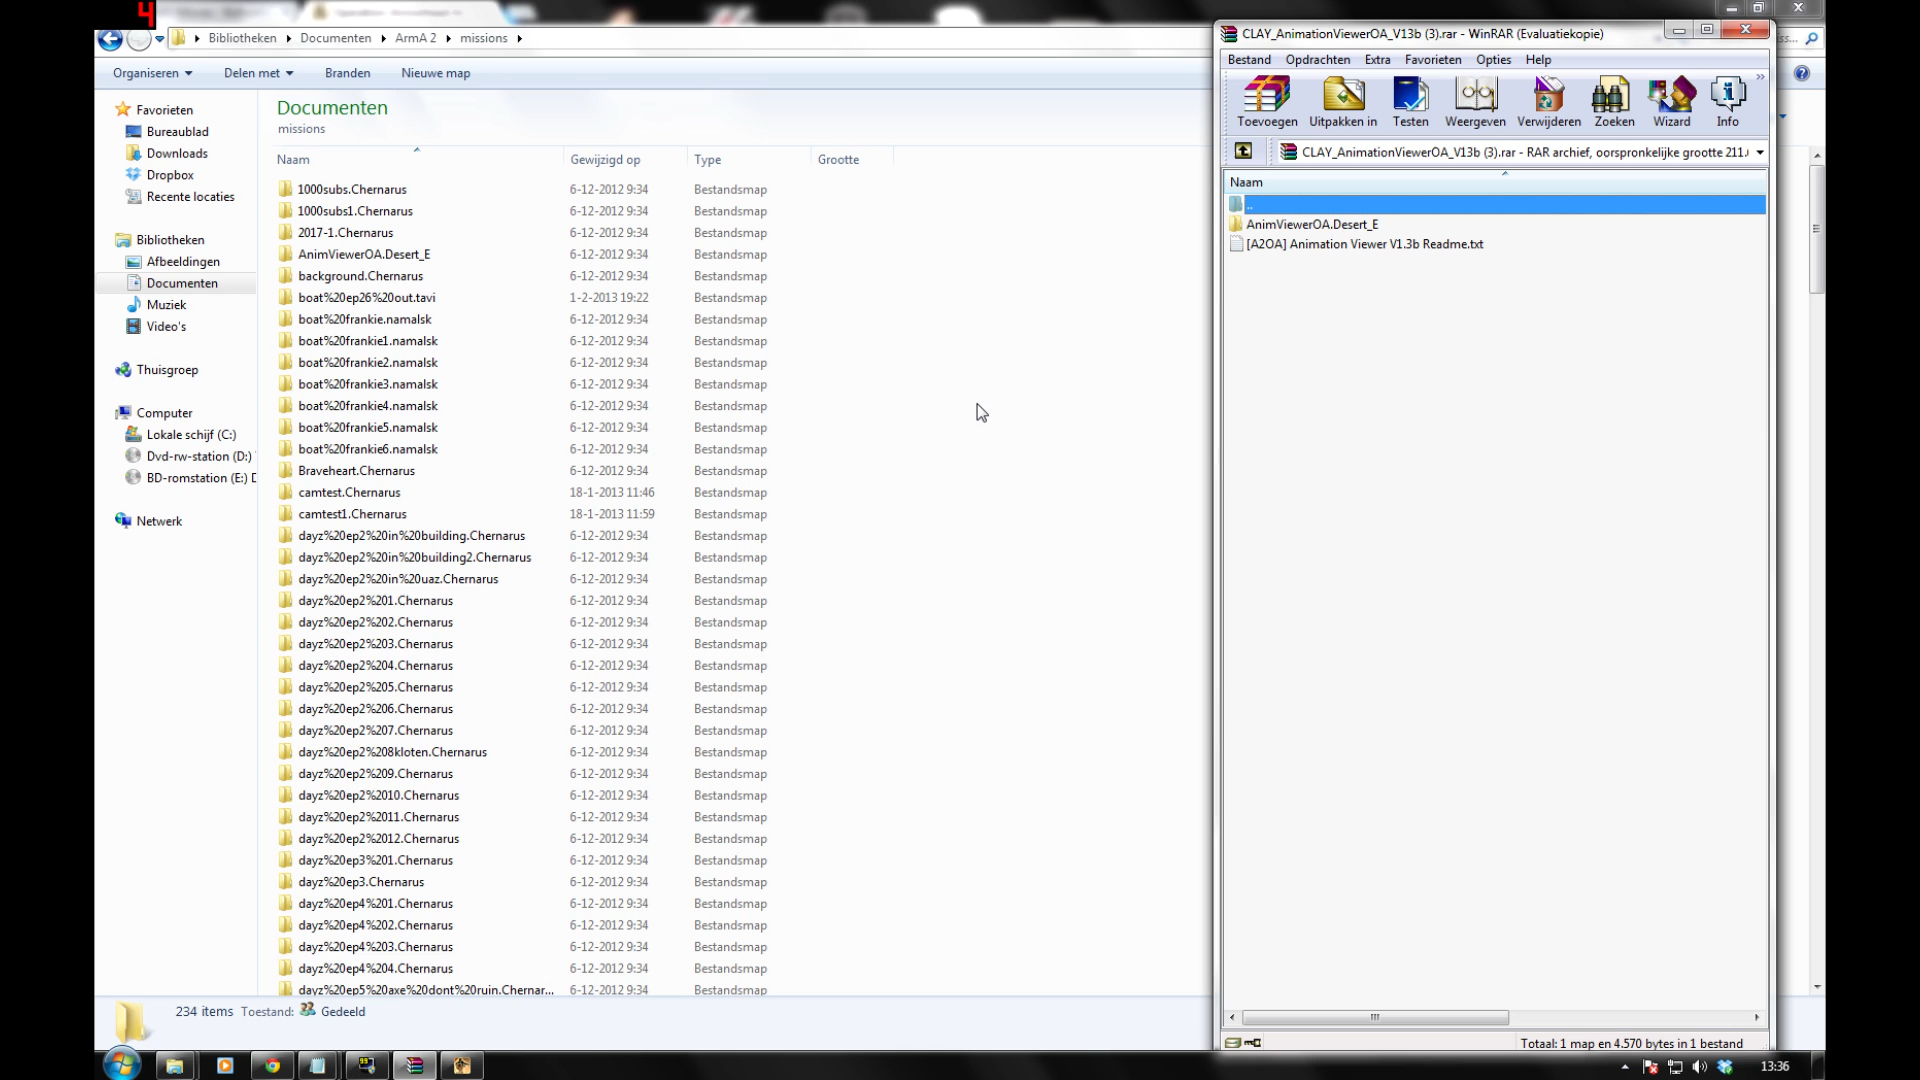 4
Bibliotheken ▸ Documenten ▸ ArmA 2 ▸ missions ▸
Organiseren Delen met Branden Nieuwe map
Documenten
missions
Naam Gewijzigd op Type Grootte
Favorieten
Bureaublad
Downloads
Dropbox
Recente locaties
Bibliotheken
Afbeeldingen
Documenten
Muziek
Video's
Thuisgroep
Computer
Lokale schijf (C:)
Dvd-rw-station (D:)
BD-romstation (E:) D
Netwerk
1000subs.Chernarus 6-12-2012 9:34 Bestandsmap
1000subs1.Chernarus 6-12-2012 9:34 Bestandsmap
2017-1.Chernarus 6-12-2012 9:34 Bestandsmap
AnimViewerOA.Desert_E 6-12-2012 9:34 Bestandsmap
background.Chernarus 6-12-2012 9:34 Bestandsmap
boat%20ep26%20out.tavi 1-2-2013 19:22 Bestandsmap
boat%20frankie.namalsk 6-12-2012 9:34 Bestandsmap
boat%20frankie1.namalsk 6-12-2012 9:34 Bestandsmap
boat%20frankie2.namalsk 6-12-2012 9:34 Bestandsmap
boat%20frankie3.namalsk 6-12-2012 9:34 Bestandsmap
boat%20frankie4.namalsk 6-12-2012 9:34 Bestandsmap
boat%20frankie5.namalsk 6-12-2012 9:34 Bestandsmap
boat%20frankie6.namalsk 6-12-2012 9:34 Bestandsmap
Braveheart.Chernarus 6-12-2012 9:34 Bestandsmap
camtest.Chernarus 18-1-2013 11:46 Bestandsmap
camtest1.Chernarus 18-1-2013 11:59 Bestandsmap
dayz%20ep2%20in%20building.Chernarus 6-12-2012 9:34 Bestandsmap
dayz%20ep2%20in%20building2.Chernarus 6-12-2012 9:34 Bestandsmap
dayz%20ep2%20in%20uaz.Chernarus 6-12-2012 9:34 Bestandsmap
dayz%20ep2%201.Chernarus 6-12-2012 9:34 Bestandsmap
dayz%20ep2%202.Chernarus 6-12-2012 9:34 Bestandsmap
dayz%20ep2%203.Chernarus 6-12-2012 9:34 Bestandsmap
dayz%20ep2%204.Chernarus 6-12-2012 9:34 Bestandsmap
dayz%20ep2%205.Chernarus 6-12-2012 9:34 Bestandsmap
dayz%20ep2%206.Chernarus 6-12-2012 9:34 Bestandsmap
dayz%20ep2%207.Chernarus 6-12-2012 9:34 Bestandsmap
dayz%20ep2%208kloten.Chernarus 6-12-2012 9:34 Bestandsmap
dayz%20ep2%209.Chernarus 6-12-2012 9:34 Bestandsmap
dayz%20ep2%2010.Chernarus 6-12-2012 9:34 Bestandsmap
dayz%20ep2%2011.Chernarus 6-12-2012 9:34 Bestandsmap
dayz%20ep2%2012.Chernarus 6-12-2012 9:34 Bestandsmap
dayz%20ep3%201.Chernarus 6-12-2012 9:34 Bestandsmap
dayz%20ep3.Chernarus 6-12-2012 9:34 Bestandsmap
dayz%20ep4%201.Chernarus 6-12-2012 9:34 Bestandsmap
dayz%20ep4%202.Chernarus 6-12-2012 9:34 Bestandsmap
dayz%20ep4%203.Chernarus 6-12-2012 9:34 Bestandsmap
dayz%20ep4%204.Chernarus 6-12-2012 9:34 Bestandsmap
dayz%20ep5%20axe%20dont%20ruin.Chernar... 6-12-2012 9:34 Bestandsmap
234 items Toestand: Gedeeld
CLAY_AnimationViewerOA_V13b (3).rar - WinRAR (Evaluatiekopie)
Bestand Opdrachten Extra Favorieten Opties Help
Toevoegen Uitpakken in Testen Weergeven Verwijderen Zoeken Wizard Info
CLAY_AnimationViewerOA_V13b (3).rar - RAR archief, oorspronkelijke grootte 211.
Naam
..
AnimViewerOA.Desert_E
[A2OA] Animation Viewer V1.3b Readme.txt
Totaal: 1 map en 4.570 bytes in 1 bestand
13:36